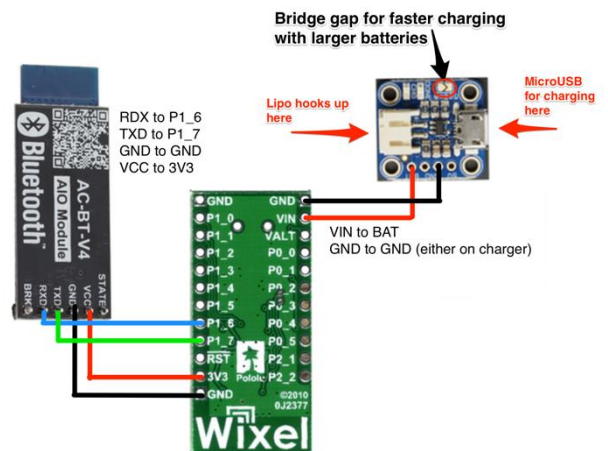 Bridge gap for faster charging
with larger batteries
Lipo hooks up
here
MicroUSB
for charging
here
RDX to P1_6
TXD to P1_7
GND to GND
VCC to 3V3
Bluetooth™
AIO Module
AC-BT-V4
BRK
RXD
TXD
GND
VCC
STATE
VIN to BAT
GND to GND (either on charger)
GND GND
P1_0 VIN
P1_1 VALT
P1_2 P0_0
P1_3 P0_1
P1_4 P0_2
P1_5 P0_3
P1_6 P0_4
P1_7 P0_5
RST P2_1
3V3 P2_2
GND
Pololu
©2010
0J2377
Wixel